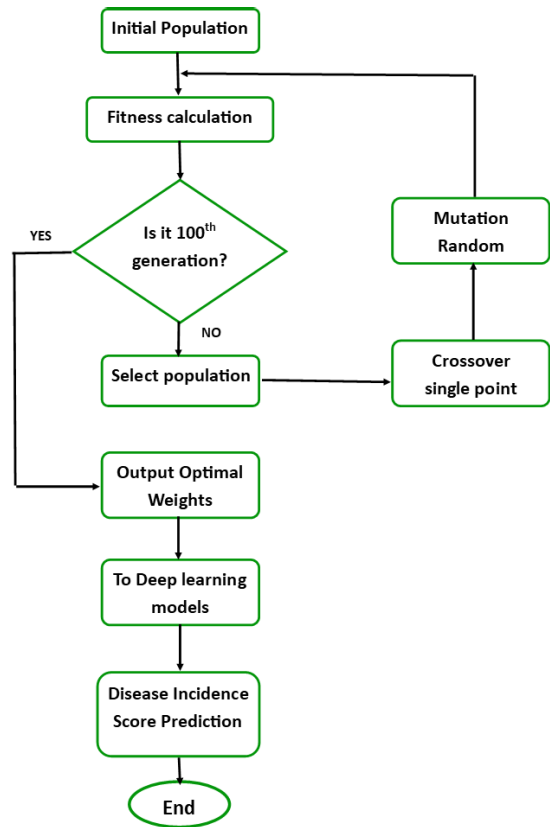 Initial Population
Fitness calculation
YES
Is it 100th
generation?
NO
Select population
Crossover
single point
Mutation
Random
Output Optimal
Weights
To Deep learning
models
Disease Incidence
Score Prediction
End